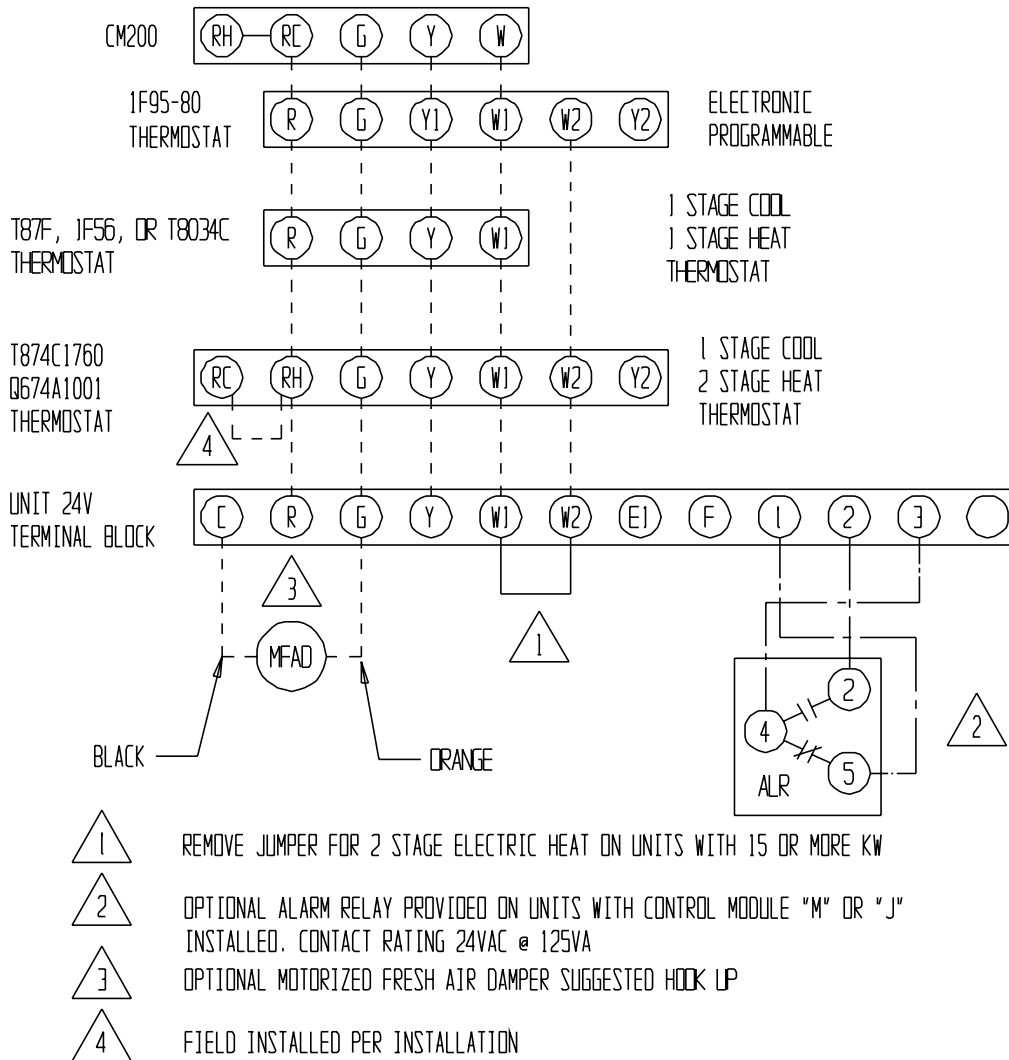 CM200 RH RC G Y W
1F95-80
THERMOSTAT
R G Y1 W1 W2 Y2
ELECTRONIC
PROGRAMMABLE
T87F, 1F56, OR T8034C
THERMOSTAT
R G Y W1
1 STAGE COOL
1 STAGE HEAT
THERMOSTAT
T874C1760
Q674A1001
THERMOSTAT
RC RH G Y W1 W2 Y2
1 STAGE COOL
2 STAGE HEAT
THERMOSTAT
4
UNIT 24V
TERMINAL BLOCK
C R G Y W1 W2 E1 F 1 2 3
3
1
MFAD
2
4
5
ALR
2
BLACK
ORANGE
1 REMOVE JUMPER FOR 2 STAGE ELECTRIC HEAT ON UNITS WITH 15 OR MORE KW
2 OPTIONAL ALARM RELAY PROVIDED ON UNITS WITH CONTROL MODULE "M" OR "J"
INSTALLED. CONTACT RATING 24VAC @ 125VA
3 OPTIONAL MOTORIZED FRESH AIR DAMPER SUGGESTED HOOK UP
4 FIELD INSTALLED PER INSTALLATION